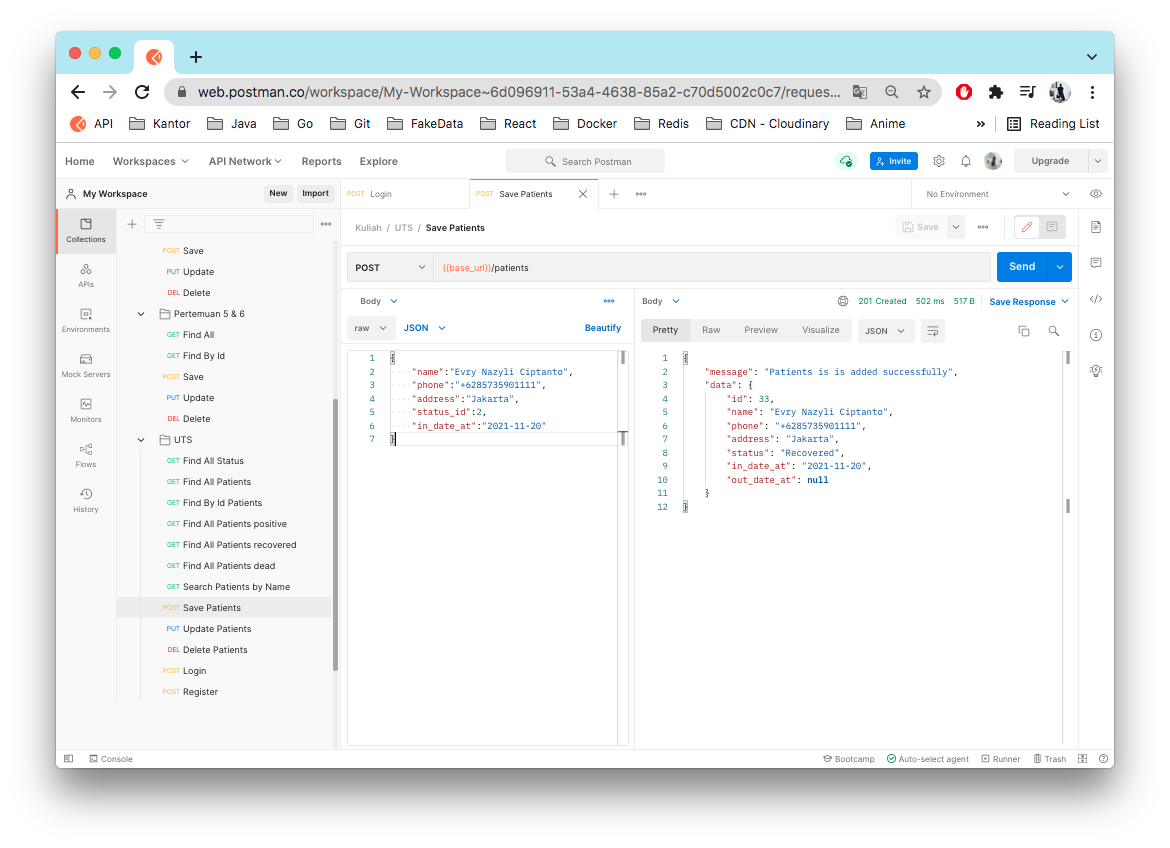 web.postman.co/workspace/My-Workspace~6d096911-53a4-4638-85a2-c70d5002c0c7/reques...
API Kantor Java Go Git FakeData React Docker Redis CDN - Cloudinary Anime » Reading List
Home Workspaces API Network Reports Explore Search Postman Invite Upgrade
My Workspace New Import POST Login POST Save Patients No Environment
Collections
APIs
Environments
Mock Servers
Monitors
Flows
History
POST Save
PUT Update
DEL Delete
Pertemuan 5 & 6
GET Find All
GET Find By Id
POST Save
PUT Update
DEL Delete
UTS
GET Find All Status
GET Find All Patients
GET Find By Id Patients
GET Find All Patients positive
GET Find All Patients recovered
GET Find All Patients dead
GET Search Patients by Name
POST Save Patients
PUT Update Patients
DEL Delete Patients
POST Login
POST Register
Kuliah / UTS / Save Patients Save
POST {{base_url}}/patients Send
Body
raw JSON Beautify
1 {
2 "name":"Evry Nazyli Ciptanto",
3 "phone":"+6285735901111",
4 "address":"Jakarta",
5 "status_id":2,
6 "in_date_at":"2021-11-20"
7 }
Body 201 Created 502 ms 517 B Save Response
Pretty Raw Preview Visualize JSON
1 {
2 "message": "Patients is is added successfully",
3 "data": {
4 "id": 33,
5 "name": "Evry Nazyli Ciptanto",
6 "phone": "+6285735901111",
7 "address": "Jakarta",
8 "status": "Recovered",
9 "in_date_at": "2021-11-20",
10 "out_date_at": null
11 }
12 }
Console Bootcamp Auto-select agent Runner Trash